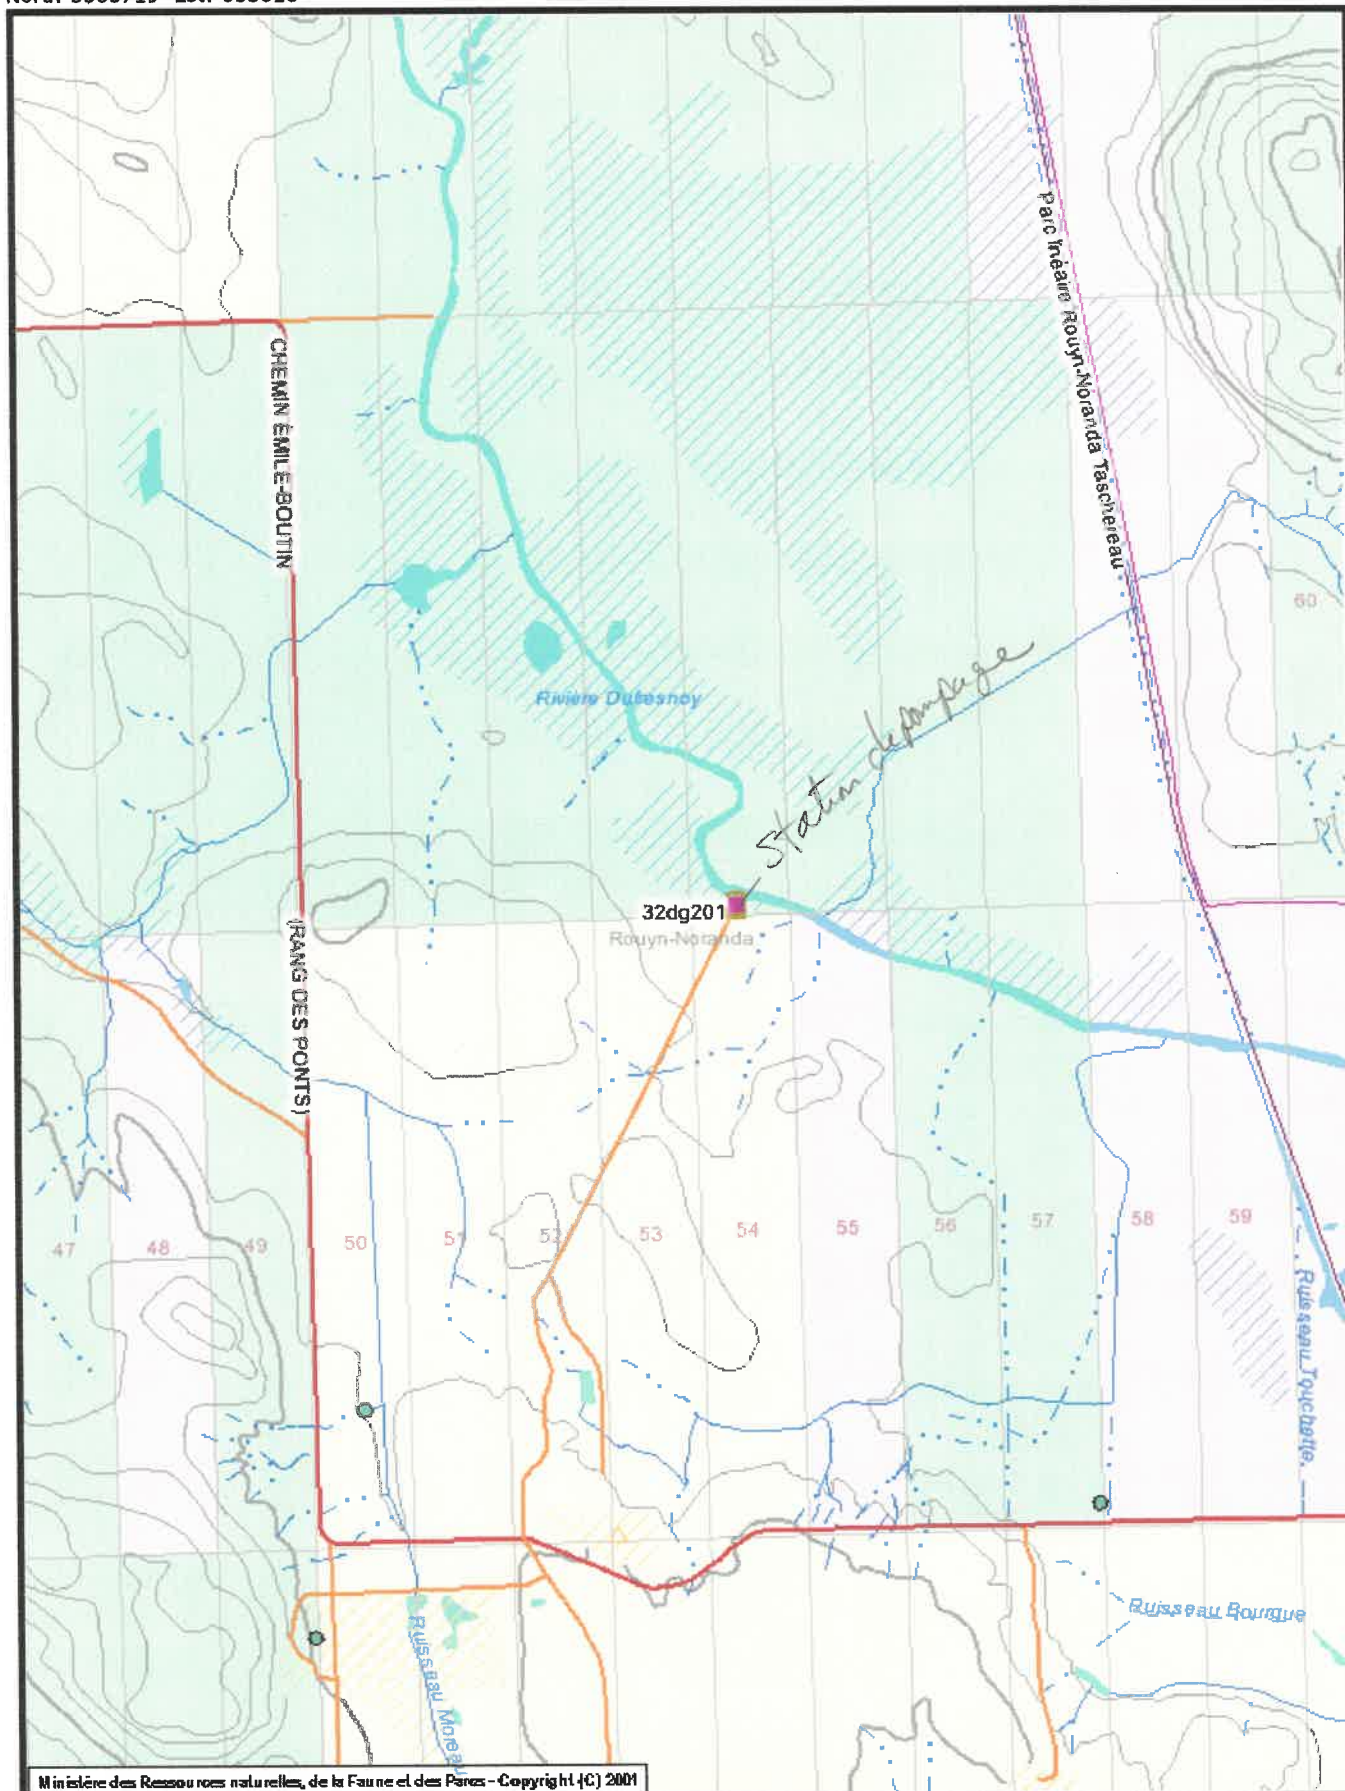 Parc linéaire Rouyn-Noranda Taschereau
CHEMIN ÉMILE-BOUTIN
60
Rivière Dufresnoy
Station de pompage
32dg201
Rouyn-Noranda
(RANG DES PONTS)
47
48
49
50
51
52
53
54
55
56
57
58
59
Ruisseau Touchette
Ruisseau Bourgue
Ruisseau Moreau
Ministère des Ressources naturelles, de la Faune et des Parcs - Copyright (C) 2001